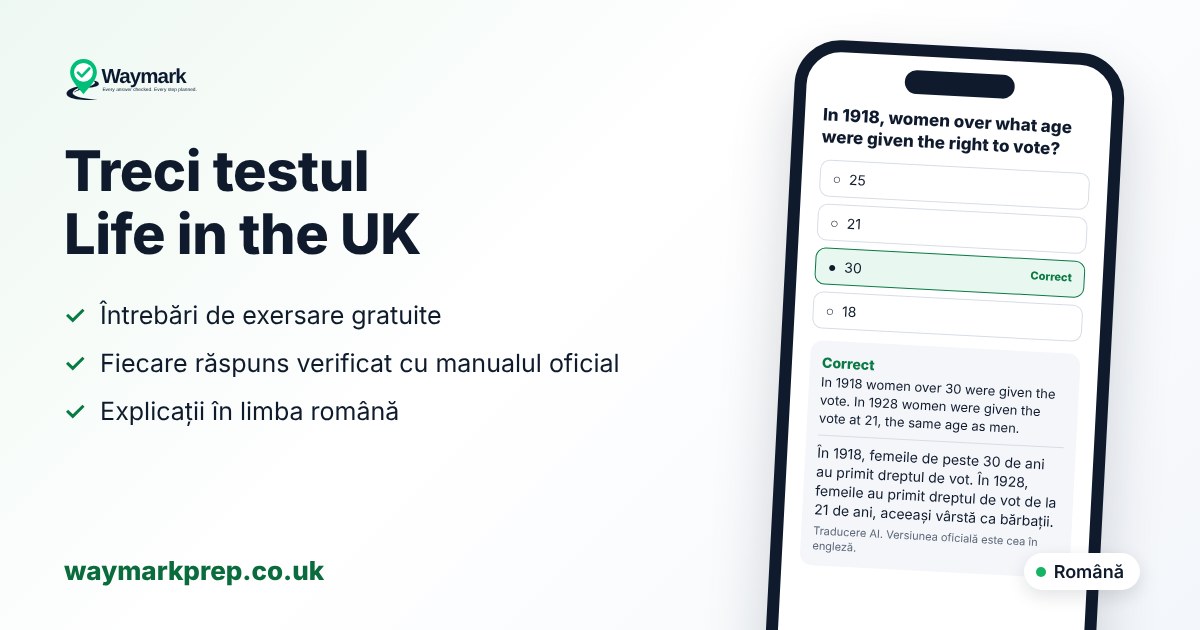 Waymark
Every answer checked. Every step planned.
Treci testul
Life in the UK
Întrebări de exersare gratuite
Fiecare răspuns verificat cu manualul oficial
Explicații în limba română
waymarkprep.co.uk
In 1918, women over what age
were given the right to vote?
25
21
30
Correct
18
Correct
In 1918 women over 30 were given the
vote. In 1928 women were given the
vote at 21, the same age as men.
În 1918, femeile de peste 30 de ani
au primit dreptul de vot. În 1928,
femeile au primit dreptul de vot de la
21 de ani, aceeași vârstă ca bărbații.
Traducere AI. Versiunea oficială este cea în
engleză.
Română